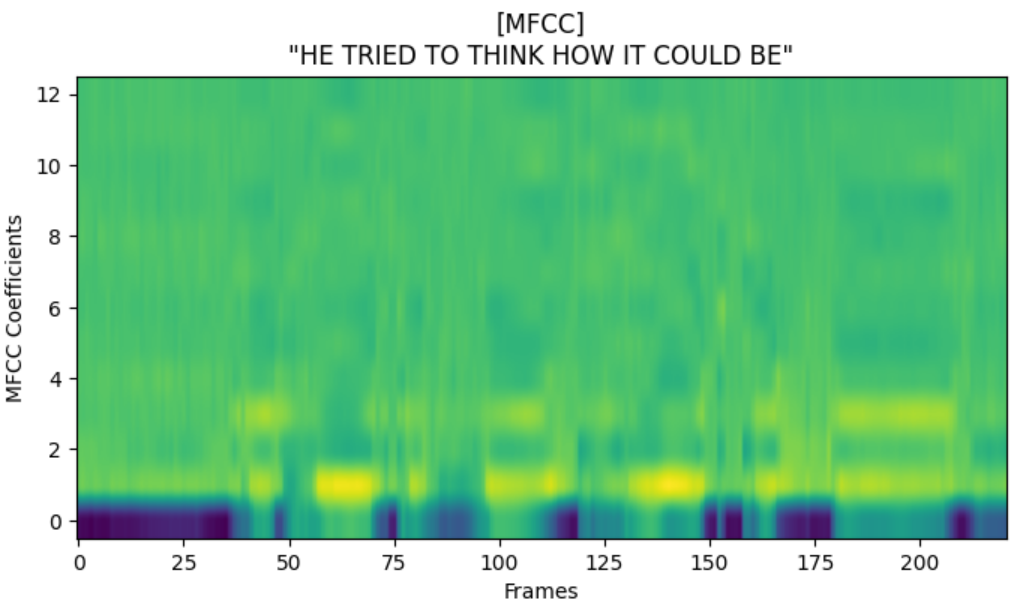 [MFCC]
"HE TRIED TO THINK HOW IT COULD BE"
MFCC Coefficients
12
10
8
6
4
2
0
0 25 50 75 100 125 150 175 200
Frames